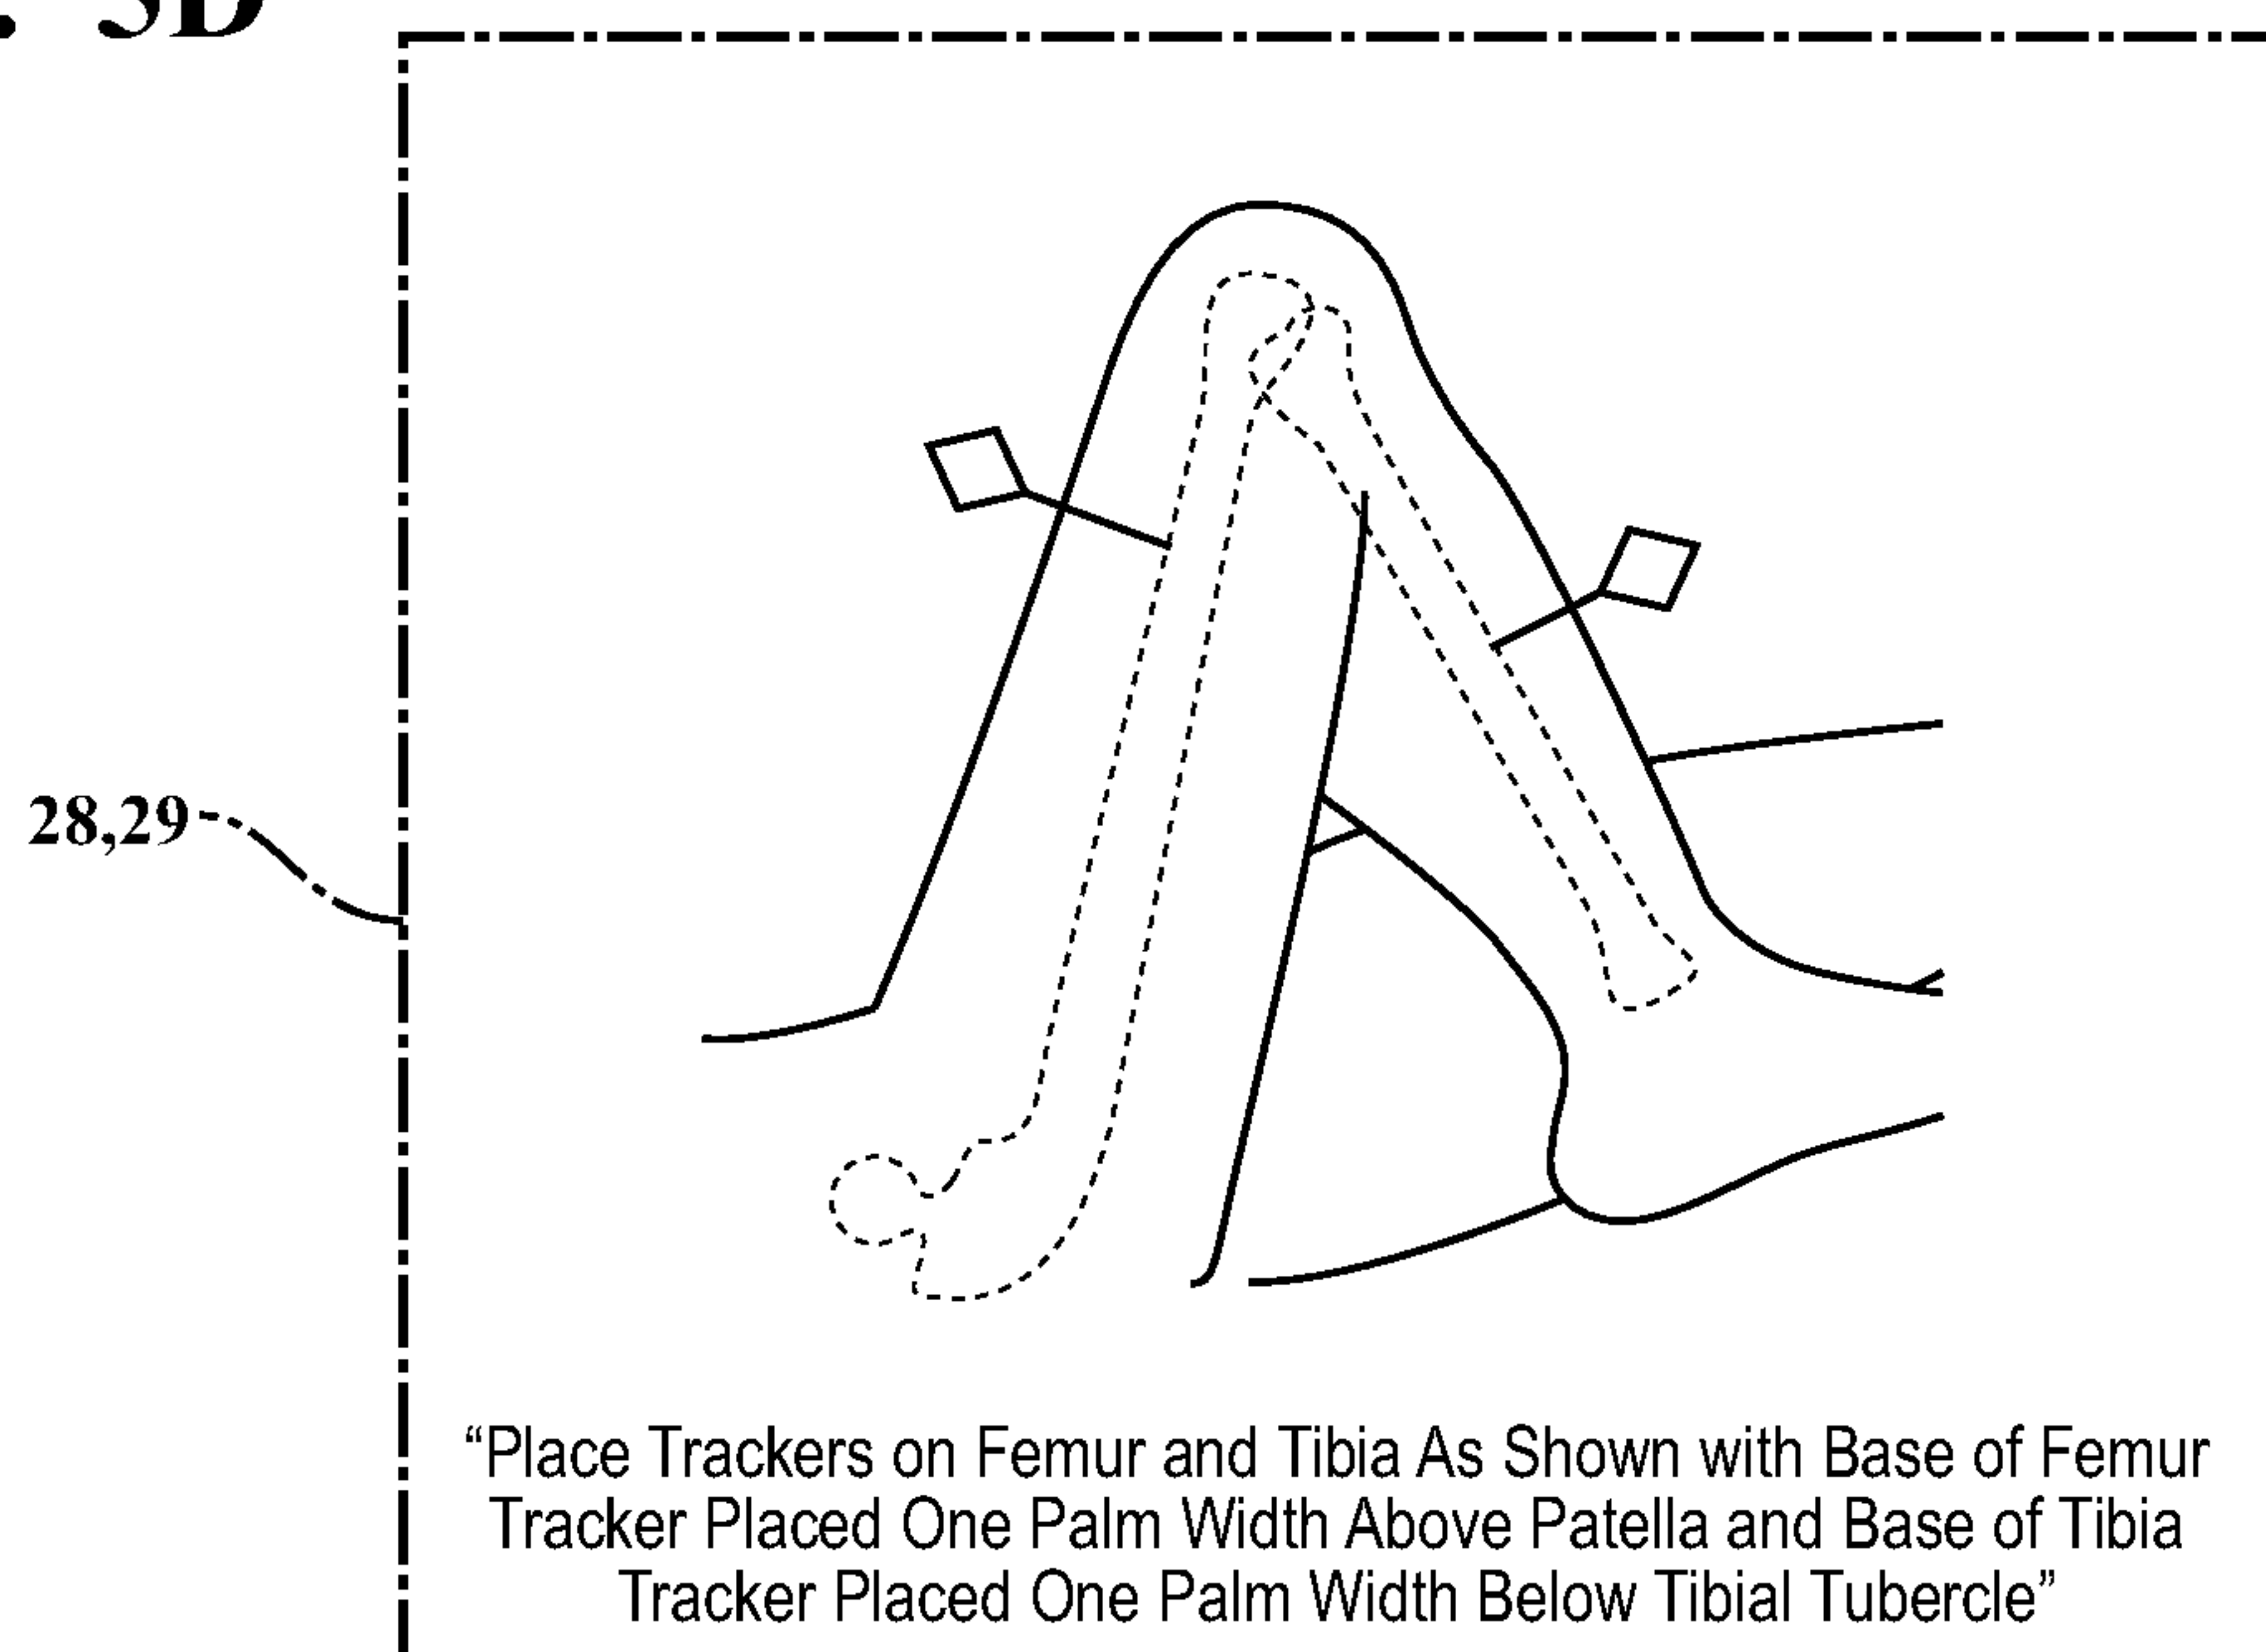 28,29
“Place Trackers on Femur and Tibia As Shown with Base of Femur
Tracker Placed One Palm Width Above Patella and Base of Tibia
Tracker Placed One Palm Width Below Tibial Tubercle”